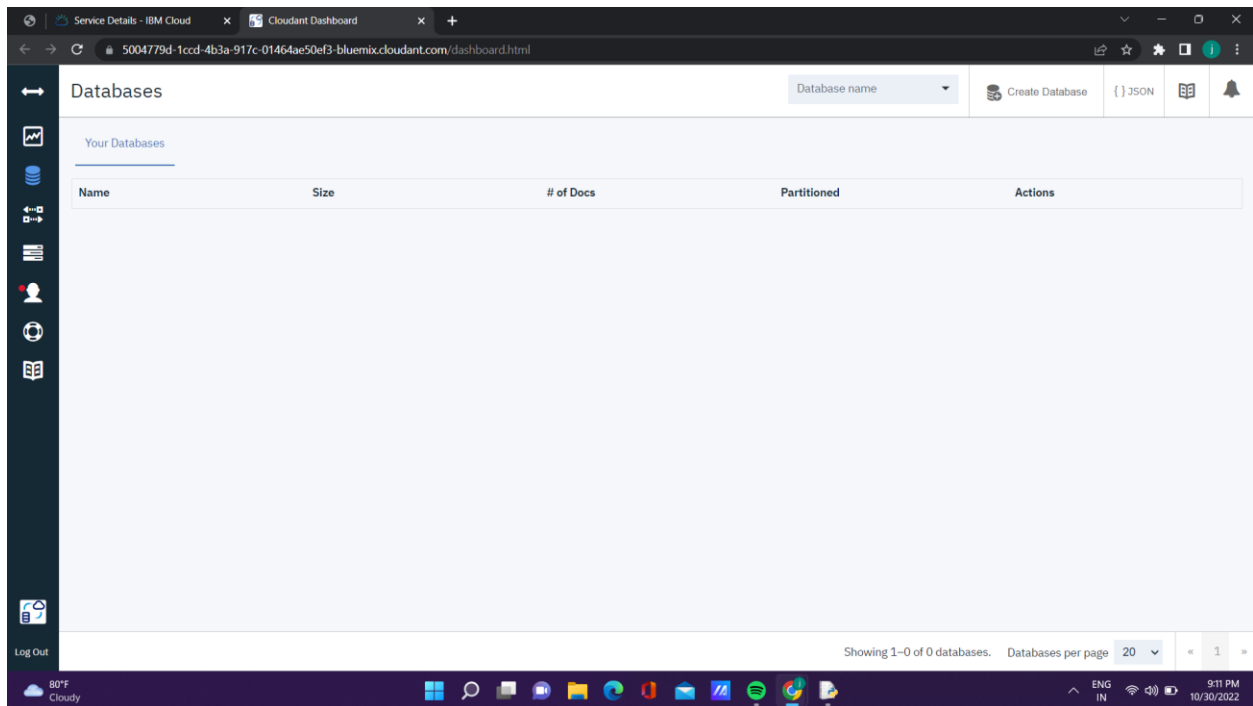 Service Details - IBM Cloud
Cloudant Dashboard
5004779d-1ccd-4b3a-917c-01464ae50ef3-bluemix.cloudant.com/dashboard.html
j
Databases
Database name
Create Database
{ } JSON
Your Databases
Name Size # of Docs Partitioned Actions
Showing 1–0 of 0 databases. Databases per page 20 « 1 »
Log Out
80°F
Cloudy
ENG
IN
9:11 PM
10/30/2022